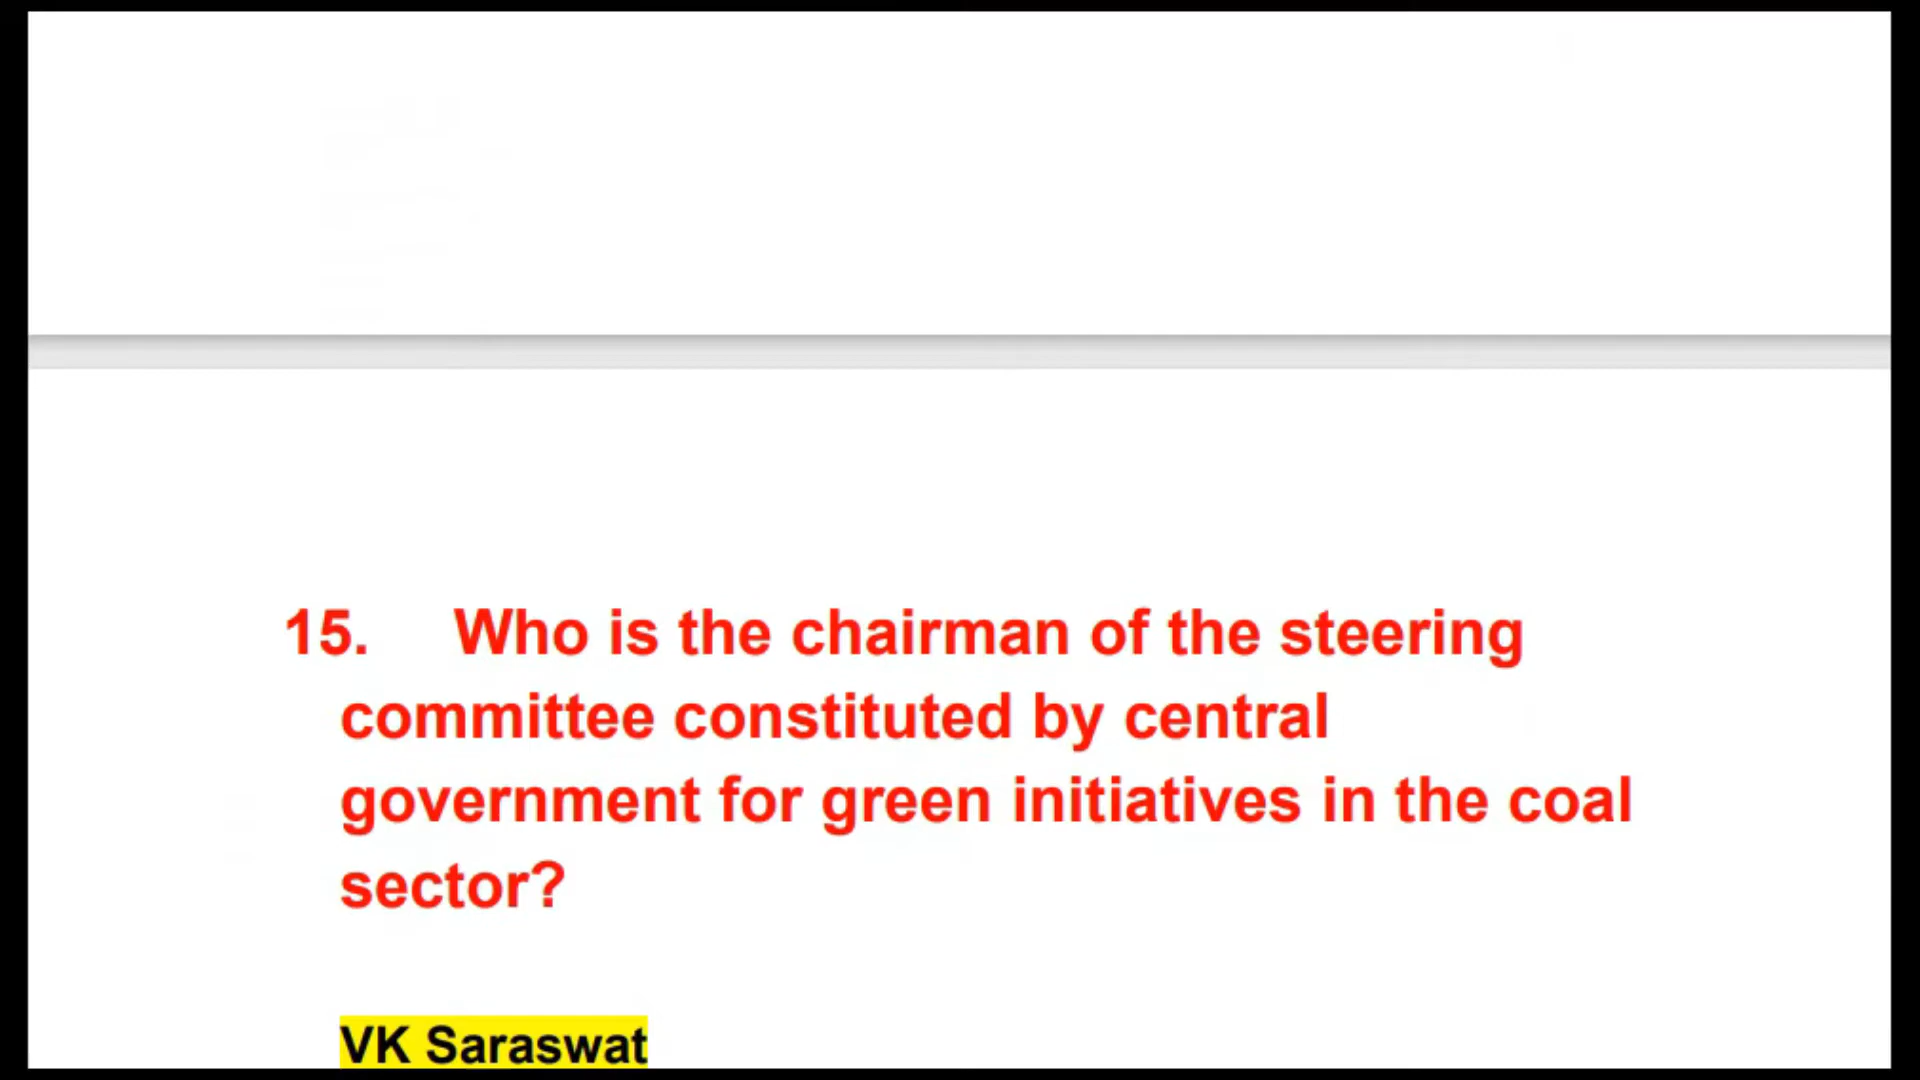 15. Who is the chairman of the steering
committee constituted by central
government for green initiatives in the coal
sector?
VK Saraswat